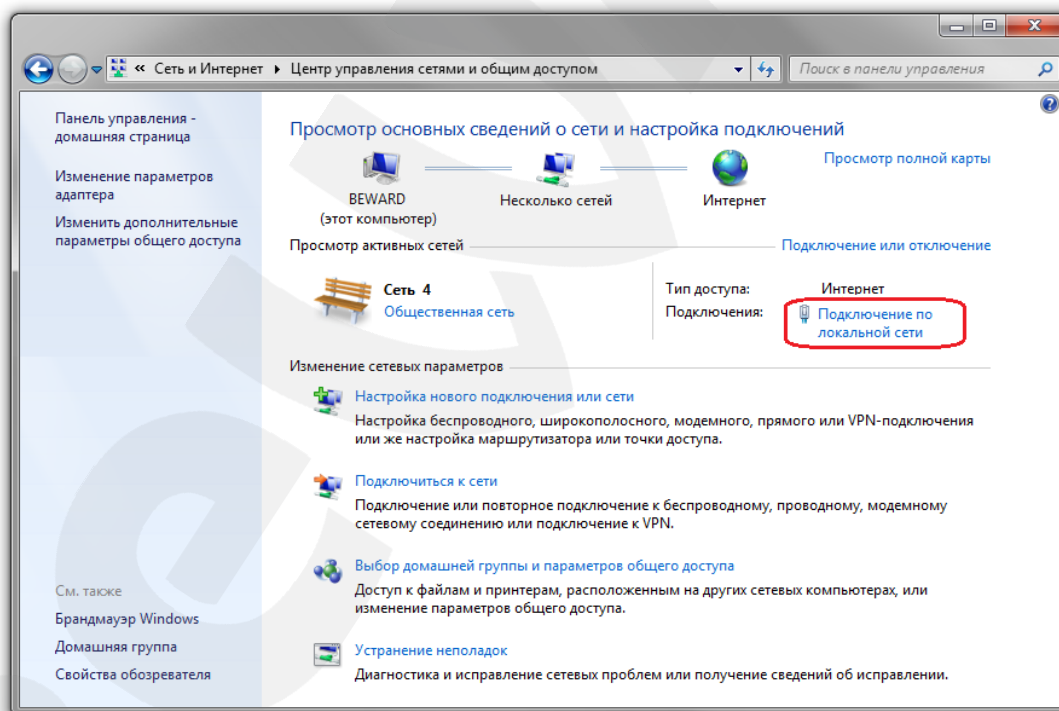 « Сеть и Интернет ▸ Центр управления сетями и общим доступом
Поиск в панели управления
Панель управления -
домашняя страница
Изменение параметров
адаптера
Изменить дополнительные
параметры общего доступа
См. также
Брандмауэр Windows
Домашняя группа
Свойства обозревателя
Просмотр основных сведений о сети и настройка подключений
Просмотр полной карты
BEWARD
(этот компьютер)
Несколько сетей
Интернет
Просмотр активных сетей
Подключение или отключение
Сеть 4
Общественная сеть
Тип доступа: Интернет
Подключения: Подключение по
локальной сети
Изменение сетевых параметров
Настройка нового подключения или сети
Настройка беспроводного, широкополосного, модемного, прямого или VPN-подключения
или же настройка маршрутизатора или точки доступа.
Подключиться к сети
Подключение или повторное подключение к беспроводному, проводному, модемному
сетевому соединению или подключение к VPN.
Выбор домашней группы и параметров общего доступа
Доступ к файлам и принтерам, расположенным на других сетевых компьютерах, или
изменение параметров общего доступа.
Устранение неполадок
Диагностика и исправление сетевых проблем или получение сведений об исправлении.